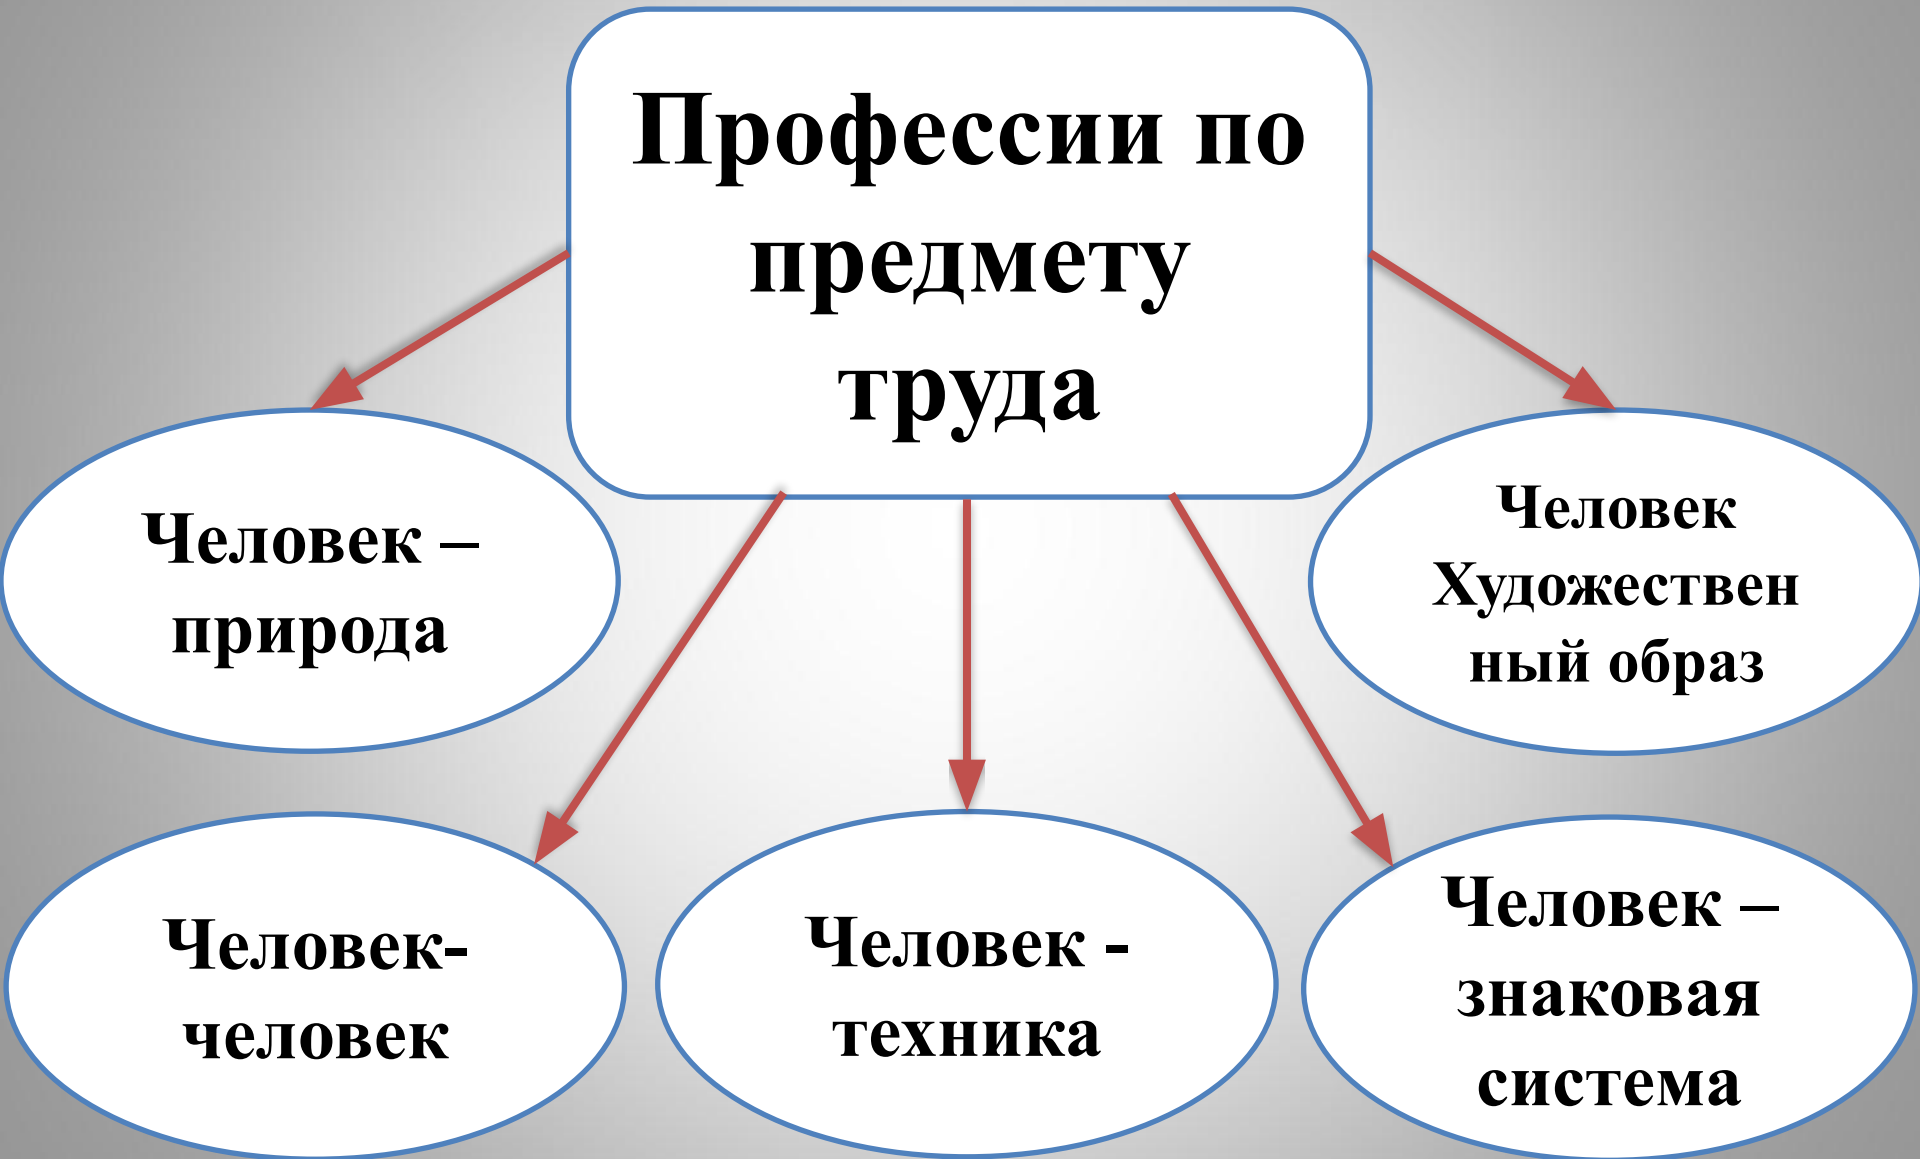 Профессии по
предмету
труда
Человек –
природа
Человек
Художествен
ный образ
Человек-
человек
Человек -
техника
Человек –
знаковая
система